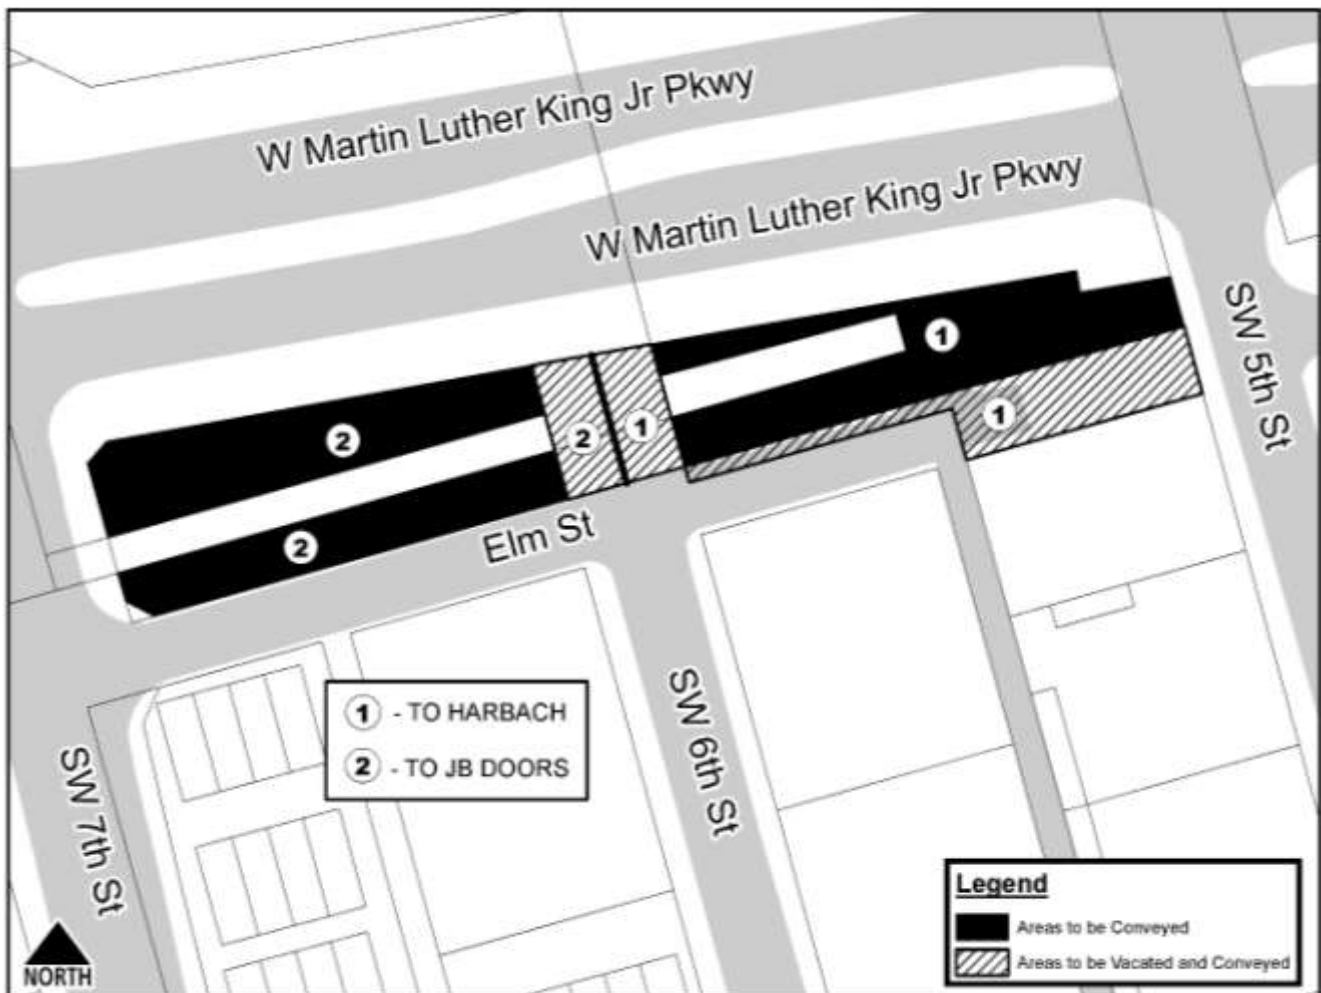 W Martin Luther King Jr Pkwy
W Martin Luther King Jr Pkwy
SW 5th St
1
2
2
1
1
2
Elm St
SW 6th St
1 - TO HARBACH
2 - TO JB DOORS
SW 7th St
NORTH
Legend
Areas to be Conveyed
Areas to be Vacated and Conveyed